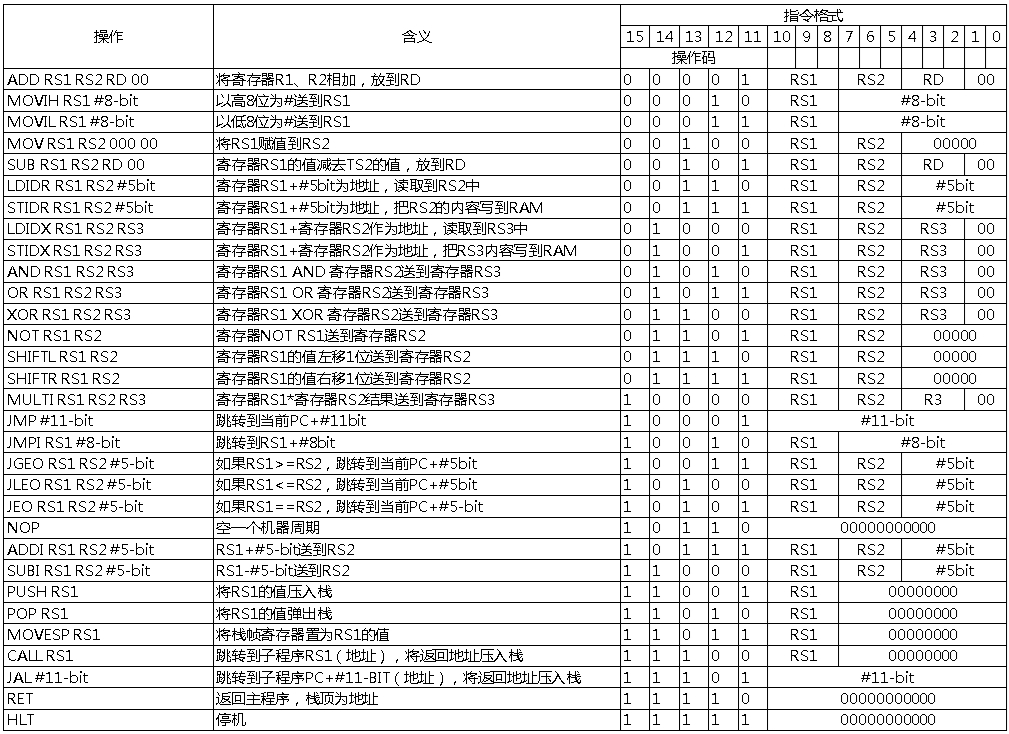 操作 含义 指令格式
15 14 13 12 11 10 9 8 7 6 5 4 3 2 1 0
操作码
ADD RS1 RS2 RD 00 将寄存器R1、R2相加，放到RD 0 0 0 0 1 RS1 RS2 RD 00
MOVIH RS1 #8-bit 以高8位为#送到RS1 0 0 0 1 0 RS1 #8-bit
MOVIL RS1 #8-bit 以低8位为#送到RS1 0 0 0 1 1 RS1 #8-bit
MOV RS1 RS2 000 00 将RS1赋值到RS2 0 0 1 0 0 RS1 RS2 00000
SUB RS1 RS2 RD 00 寄存器RS1的值减去TS2的值，放到RD 0 0 1 0 1 RS1 RS2 RD 00
LDIDR RS1 RS2 #5bit 寄存器RS1+#5bit为地址，读取到RS2中 0 0 1 1 0 RS1 RS2 #5bit
STIDR RS1 RS2 #5bit 寄存器RS1+#5bit为地址，把RS2的内容写到RAM 0 0 1 1 1 RS1 RS2 #5bit
LDIDX RS1 RS2 RS3 寄存器RS1+寄存器RS2作为地址，读取到RS3中 0 1 0 0 0 RS1 RS2 RS3 00
STIDX RS1 RS2 RS3 寄存器RS1+寄存器RS2作为地址，把RS3内容写到RAM 0 1 0 0 1 RS1 RS2 RS3 00
AND RS1 RS2 RS3 寄存器RS1 AND 寄存器RS2送到寄存器RS3 0 1 0 1 0 RS1 RS2 RS3 00
OR RS1 RS2 RS3 寄存器RS1 OR 寄存器RS2送到寄存器RS3 0 1 0 1 1 RS1 RS2 RS3 00
XOR RS1 RS2 RS3 寄存器RS1 XOR 寄存器RS2送到寄存器RS3 0 1 1 0 0 RS1 RS2 RS3 00
NOT RS1 RS2 寄存器NOT RS1送到寄存器RS2 0 1 1 0 1 RS1 RS2 00000
SHIFTL RS1 RS2 寄存器RS1的值左移1位送到寄存器RS2 0 1 1 1 0 RS1 RS2 00000
SHIFTR RS1 RS2 寄存器RS1的值右移1位送到寄存器RS2 0 1 1 1 1 RS1 RS2 00000
MULTI RS1 RS2 RS3 寄存器RS1*寄存器RS2结果送到寄存器RS3 1 0 0 0 0 RS1 RS2 R3 00
JMP #11-bit 跳转到当前PC+#11bit 1 0 0 0 1 #11-bit
JMPI RS1 #8-bit 跳转到RS1+#8bit 1 0 0 1 0 RS1 #8-bit
JGEO RS1 RS2 #5-bit 如果RS1>=RS2，跳转到当前PC+#5bit 1 0 0 1 1 RS1 RS2 #5bit
JLEO RS1 RS2 #5-bit 如果RS1<=RS2，跳转到当前PC+#5bit 1 0 1 0 0 RS1 RS2 #5bit
JEO RS1 RS2 #5-bit 如果RS1==RS2，跳转到当前PC+#5-bit 1 0 1 0 1 RS1 RS2 #5bit
NOP 空一个机器周期 1 0 1 1 0 00000000000
ADDI RS1 RS2 #5-bit RS1+#5-bit送到RS2 1 0 1 1 1 RS1 RS2 #5bit
SUBI RS1 RS2 #5-bit RS1-#5-bit送到RS2 1 1 0 0 0 RS1 RS2 #5bit
PUSH RS1 将RS1的值压入栈 1 1 0 0 1 RS1 00000000
POP RS1 将RS1的值弹出栈 1 1 0 1 0 RS1 00000000
MOVESP RS1 将栈帧寄存器置为RS1的值 1 1 0 1 1 RS1 00000000
CALL RS1 跳转到子程序RS1（地址），将返回地址压入栈 1 1 1 0 0 RS1 00000000
JAL #11-bit 跳转到子程序PC+#11-BIT（地址），将返回地址压入栈 1 1 1 0 1 #11-bit
RET 返回主程序，栈顶为地址 1 1 1 1 0 00000000000
HLT 停机 1 1 1 1 1 00000000000